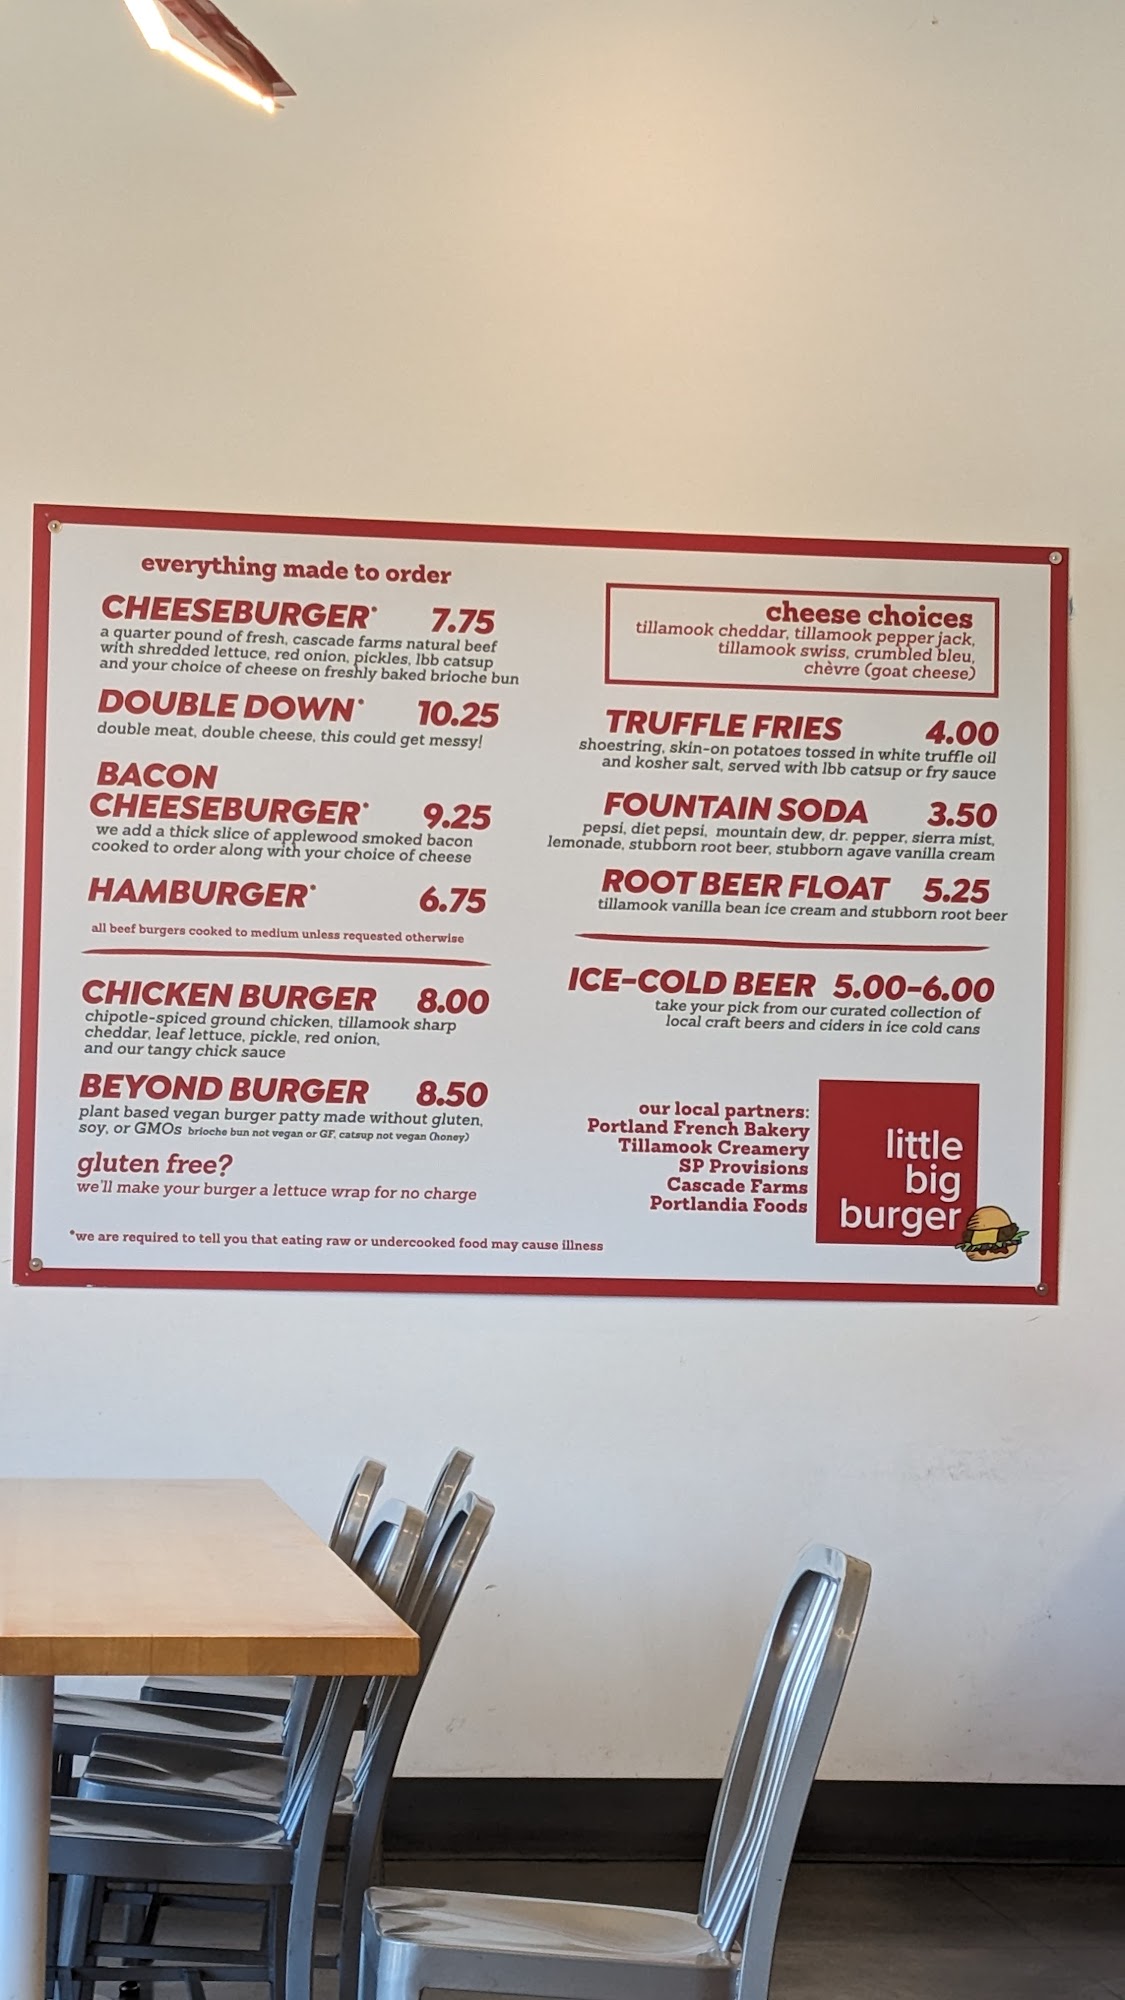 everything made to order
CHEESEBURGER* 7.75
a quarter pound of fresh, cascade farms natural beef
with shredded lettuce, red onion, pickles, lbb catsup
and your choice of cheese on freshly baked brioche bun
DOUBLE DOWN* 10.25
double meat, double cheese, this could get messy!
BACON
CHEESEBURGER* 9.25
we add a thick slice of applewood smoked bacon
cooked to order along with your choice of cheese
HAMBURGER* 6.75
all beef burgers cooked to medium unless requested otherwise
CHICKEN BURGER 8.00
chipotle-spiced ground chicken, tillamook sharp
cheddar, leaf lettuce, pickle, red onion,
and our tangy chick sauce
BEYOND BURGER 8.50
plant based vegan burger patty made without gluten,
soy, or GMOs brioche bun not vegan or GF, catsup not vegan (honey)
gluten free?
we'll make your burger a lettuce wrap for no charge
*we are required to tell you that eating raw or undercooked food may cause illness
cheese choices
tillamook cheddar, tillamook pepper jack,
tillamook swiss, crumbled bleu,
chèvre (goat cheese)
TRUFFLE FRIES 4.00
shoestring, skin-on potatoes tossed in white truffle oil
and kosher salt, served with lbb catsup or fry sauce
FOUNTAIN SODA 3.50
pepsi, diet pepsi, mountain dew, dr. pepper, sierra mist,
lemonade, stubborn root beer, stubborn agave vanilla cream
ROOT BEER FLOAT 5.25
tillamook vanilla bean ice cream and stubborn root beer
ICE-COLD BEER 5.00-6.00
take your pick from our curated collection of
local craft beers and ciders in ice cold cans
our local partners:
Portland French Bakery
Tillamook Creamery
SP Provisions
Cascade Farms
Portlandia Foods
little
big
burger